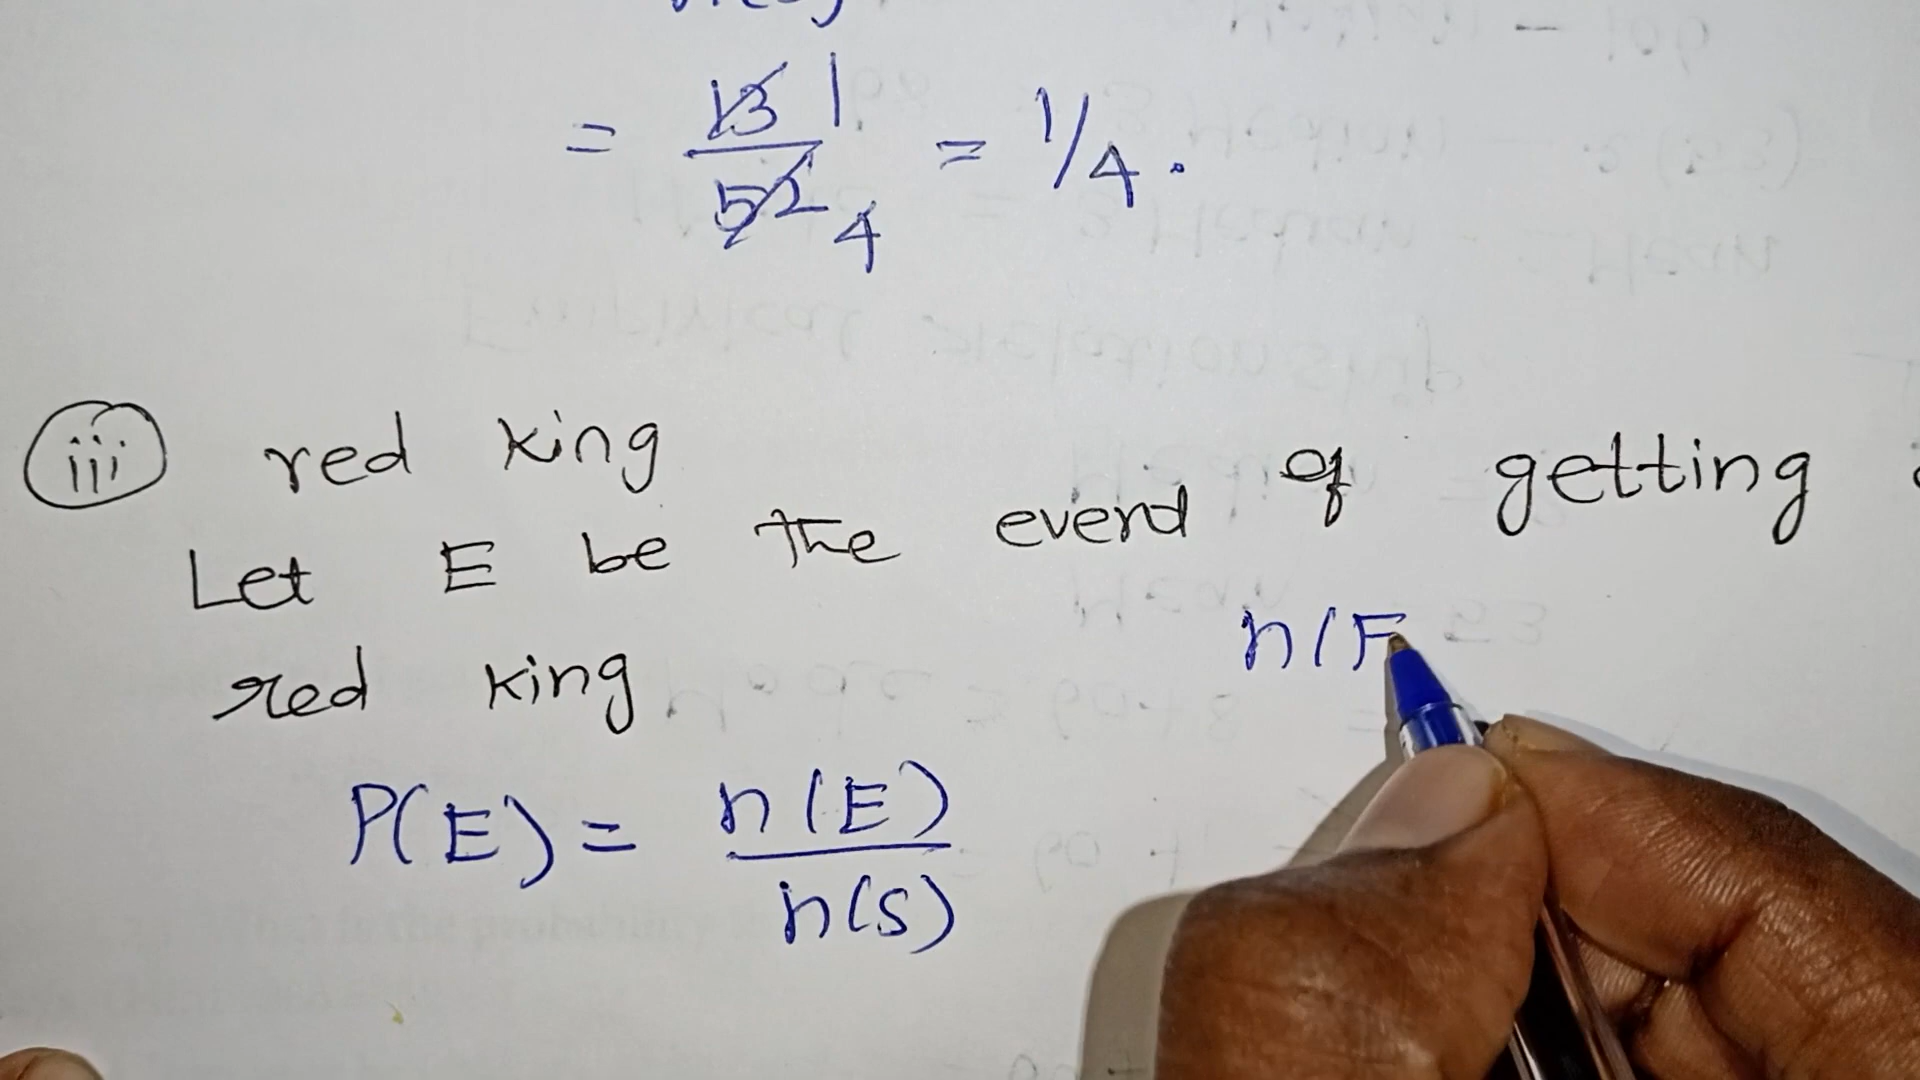 = 13 1 / 52 4 = 1/4.
iii red king
Let E be the event of getting
red king
n(E
P(E) = n(E) / n(S)